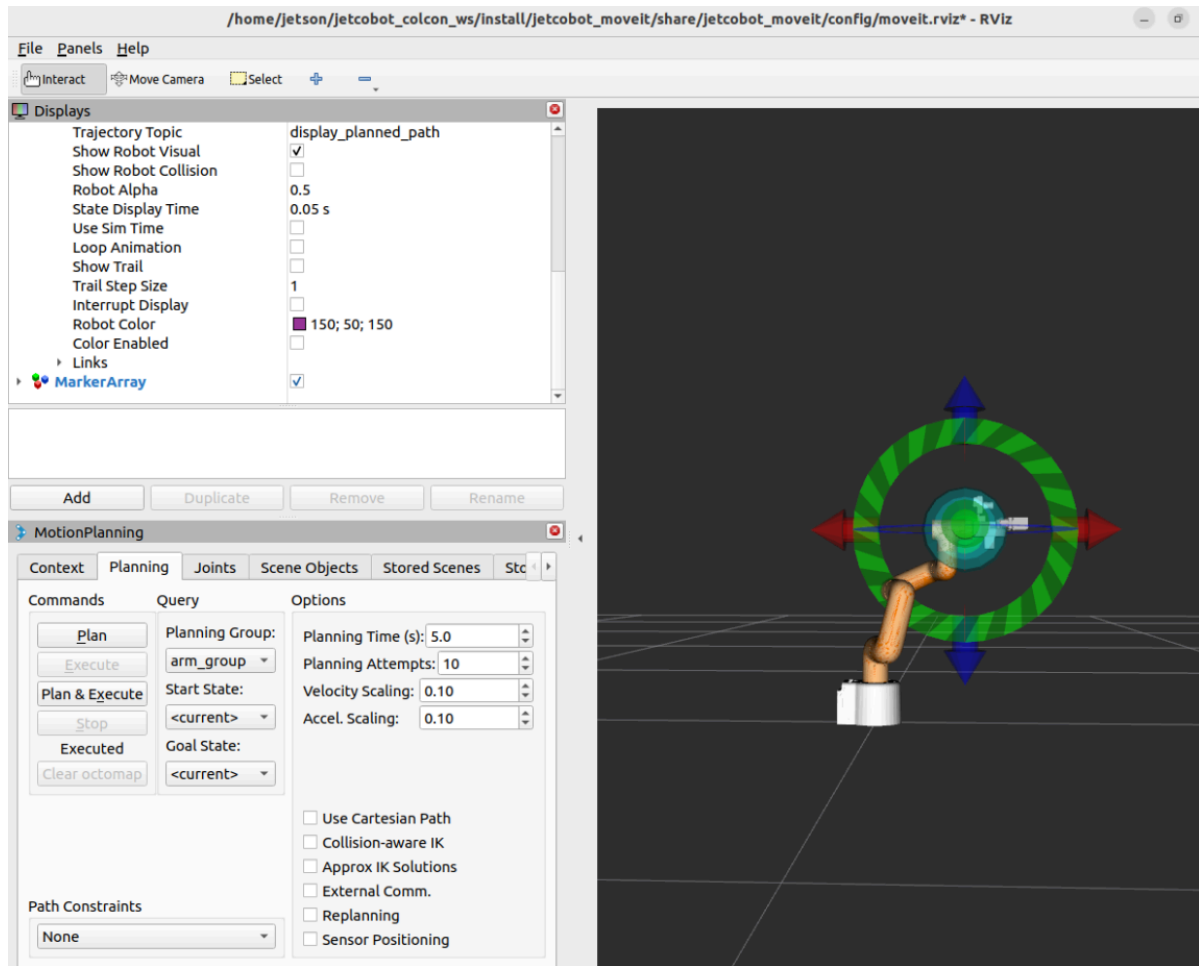 /home/jetson/jetcobot_colcon_ws/install/jetcobot_moveit/share/jetcobot_moveit/config/moveit.rviz* - RViz
File Panels Help
Interact Move Camera Select
Displays
Trajectory Topic display_planned_path
Show Robot Visual
Show Robot Collision
Robot Alpha 0.5
State Display Time 0.05 s
Use Sim Time
Loop Animation
Show Trail
Trail Step Size 1
Interrupt Display
Robot Color 150; 50; 150
Color Enabled
Links
MarkerArray
Add Duplicate Remove Rename
MotionPlanning
Context Planning Joints Scene Objects Stored Scenes Stc
Commands Query Options
Plan
Execute
Plan & Execute
Stop
Executed
Clear octomap
Planning Group:
arm_group
Start State:
<current>
Goal State:
<current>
Planning Time (s): 5.0
Planning Attempts: 10
Velocity Scaling: 0.10
Accel. Scaling: 0.10
Use Cartesian Path
Collision-aware IK
Approx IK Solutions
External Comm.
Replanning
Sensor Positioning
Path Constraints
None